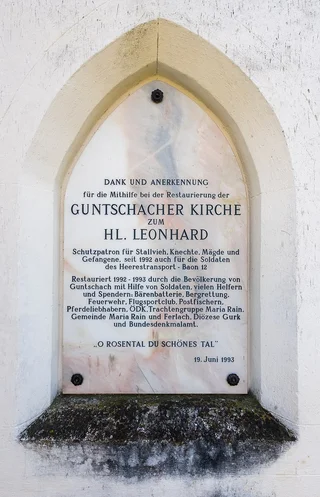 DANK UND ANERKENNUNG
für die Mithilfe bei der Restaurierung der
GUNTSCHACHER KIRCHE
ZUM
HL. LEONHARD
Schutzpatron für Stallvieh, Knechte, Mägde und
Gefangene, seit 1992 auch für die Soldaten
des Heerestransport - Baon 12
Restauriert 1992 - 1993 durch die Bevölkerung von
Guntschach mit Hilfe von Soldaten, vielen Helfern
und Spendern: Bärenbatterie, Bergrettung,
Feuerwehr, Flugsportclub, Postfischern,
Pferdeliebhabern, ÖDK, Trachtengruppe Maria Rain,
Gemeinde Maria Rain und Ferlach, Diözese Gurk
und Bundesdenkmalamt.
„O ROSENTAL DU SCHÖNES TAL"
19. Juni 1993